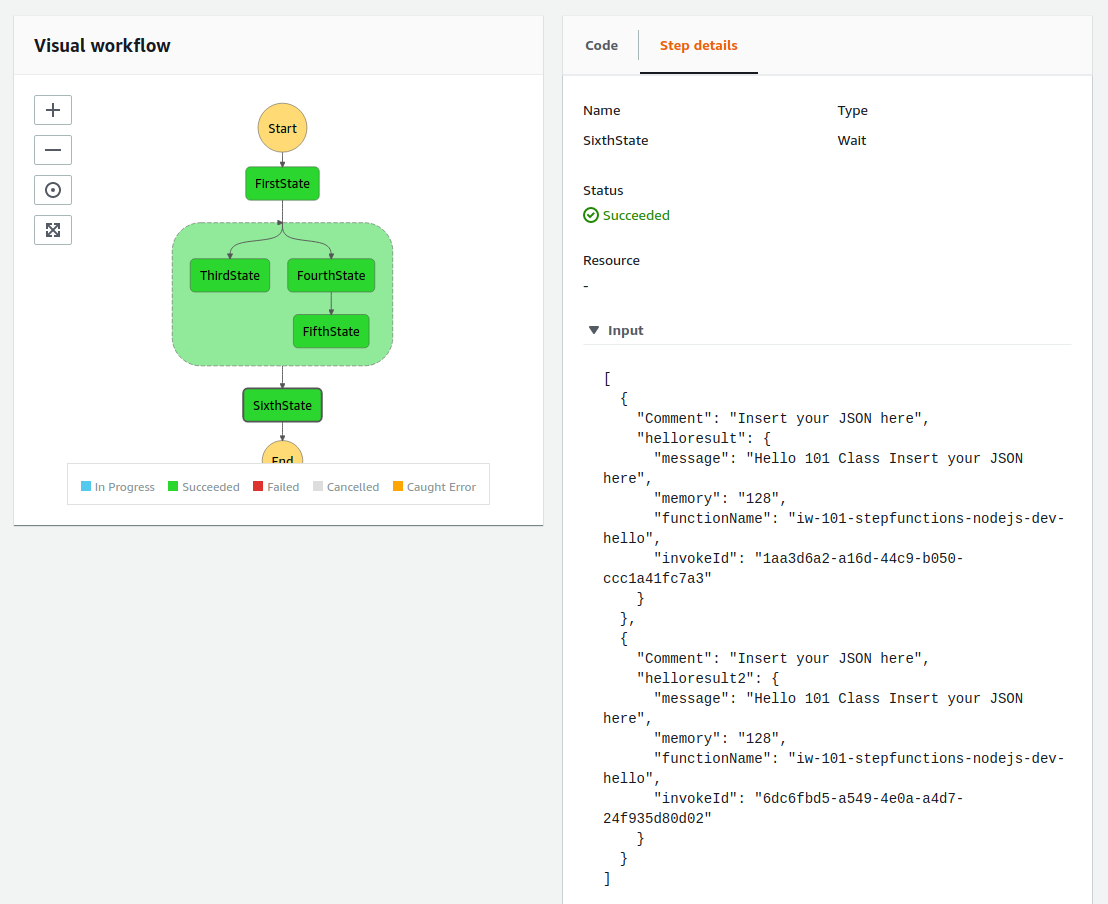 Visual workflow
Start
FirstState
ThirdState
FourthState
FifthState
SixthState
End
In Progress
Succeeded
Failed
Cancelled
Caught Error
Code
Step details
Name
Type
SixthState
Wait
Status
Succeeded
Resource
-
Input
[
  {
    "Comment": "Insert your JSON here",
    "helloresult": {
      "message": "Hello 101 Class Insert your JSON
here",
      "memory": "128",
      "functionName": "iw-101-stepfunctions-nodejs-dev-
hello",
      "invokeId": "1aa3d6a2-a16d-44c9-b050-
ccc1a41fc7a3"
    }
  },
  {
    "Comment": "Insert your JSON here",
    "helloresult2": {
      "message": "Hello 101 Class Insert your JSON
here",
      "memory": "128",
      "functionName": "iw-101-stepfunctions-nodejs-dev-
hello",
      "invokeId": "6dc6fbd5-a549-4e0a-a4d7-
24f935d80d02"
    }
  }
]